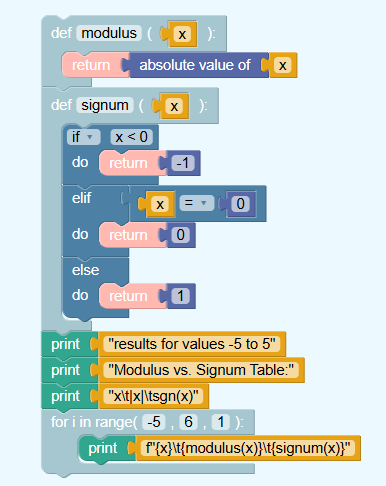 def modulus ( x ):
return absolute value of x
def signum ( x ):
if x < 0
do return -1
elif x = 0
do return 0
else
do return 1
print "results for values -5 to 5"
print "Modulus vs. Signum Table:"
print "x\t|x|\tsgn(x)"
for i in range( -5 , 6 , 1 ):
print f"{x}\t{modulus(x)}\t{signum(x)}"